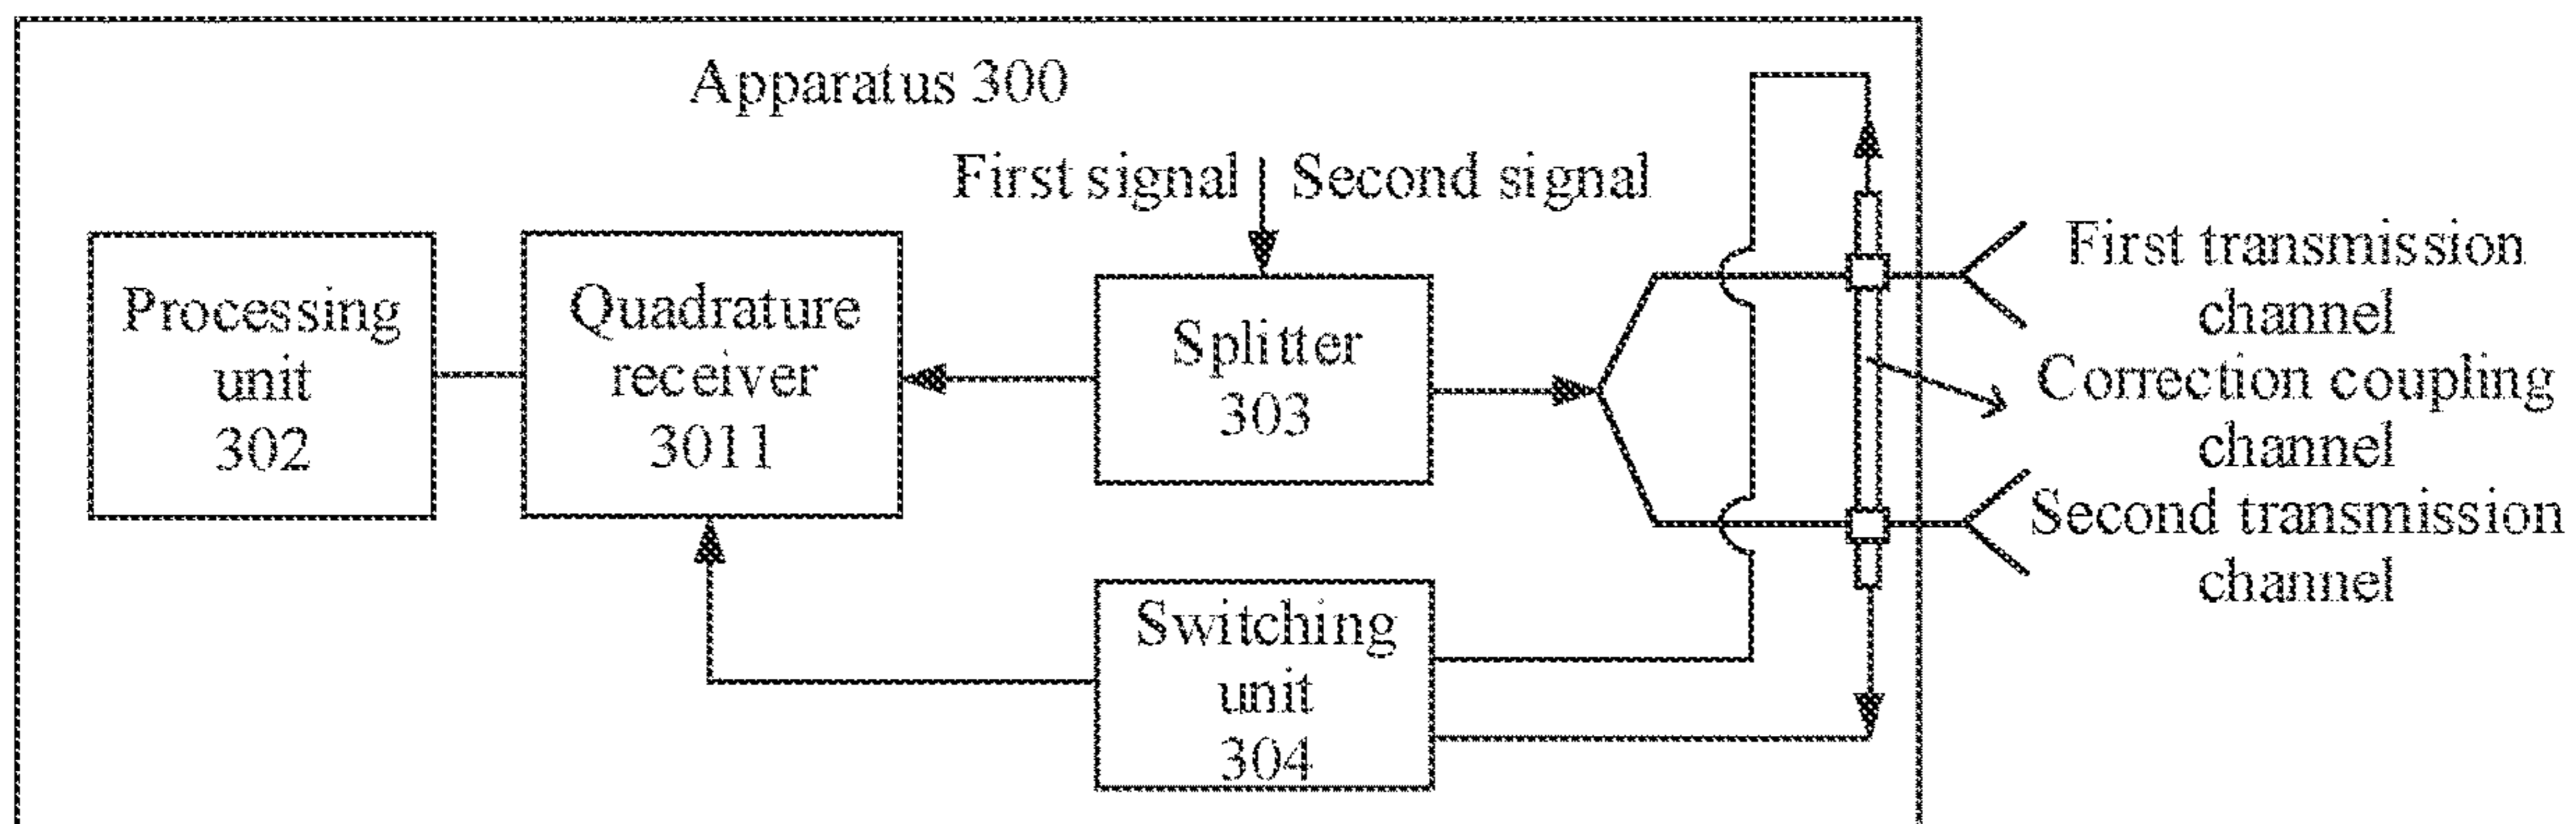 Apparatus 300
First signal Second signal
Processing
unit
302
Quadrature
receiver
3011
Splitter
303
Switching
unit
304
First transmission
channel
Correction coupling
channel
Second transmission
channel